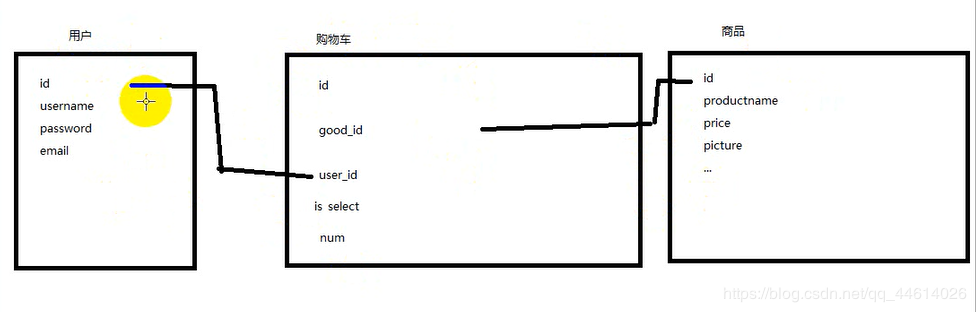 用户
id
username
password
email
购物车
id
good_id
user_id
is select
num
商品
id
productname
price
picture
...
https://blog.csdn.net/qq_44614026